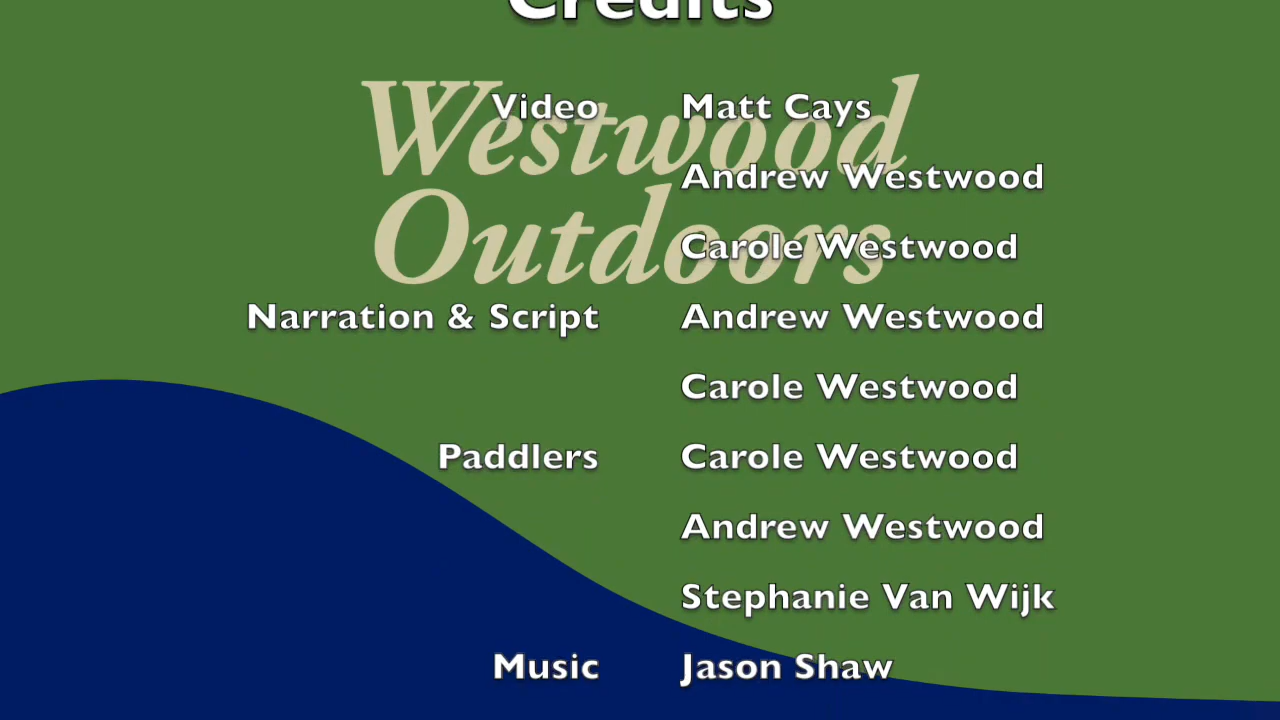 Credits
Westwood
Outdoors
Video Matt Cays
Andrew Westwood
Carole Westwood
Narration & Script Andrew Westwood
Carole Westwood
Paddlers Carole Westwood
Andrew Westwood
Stephanie Van Wijk
Music Jason Shaw